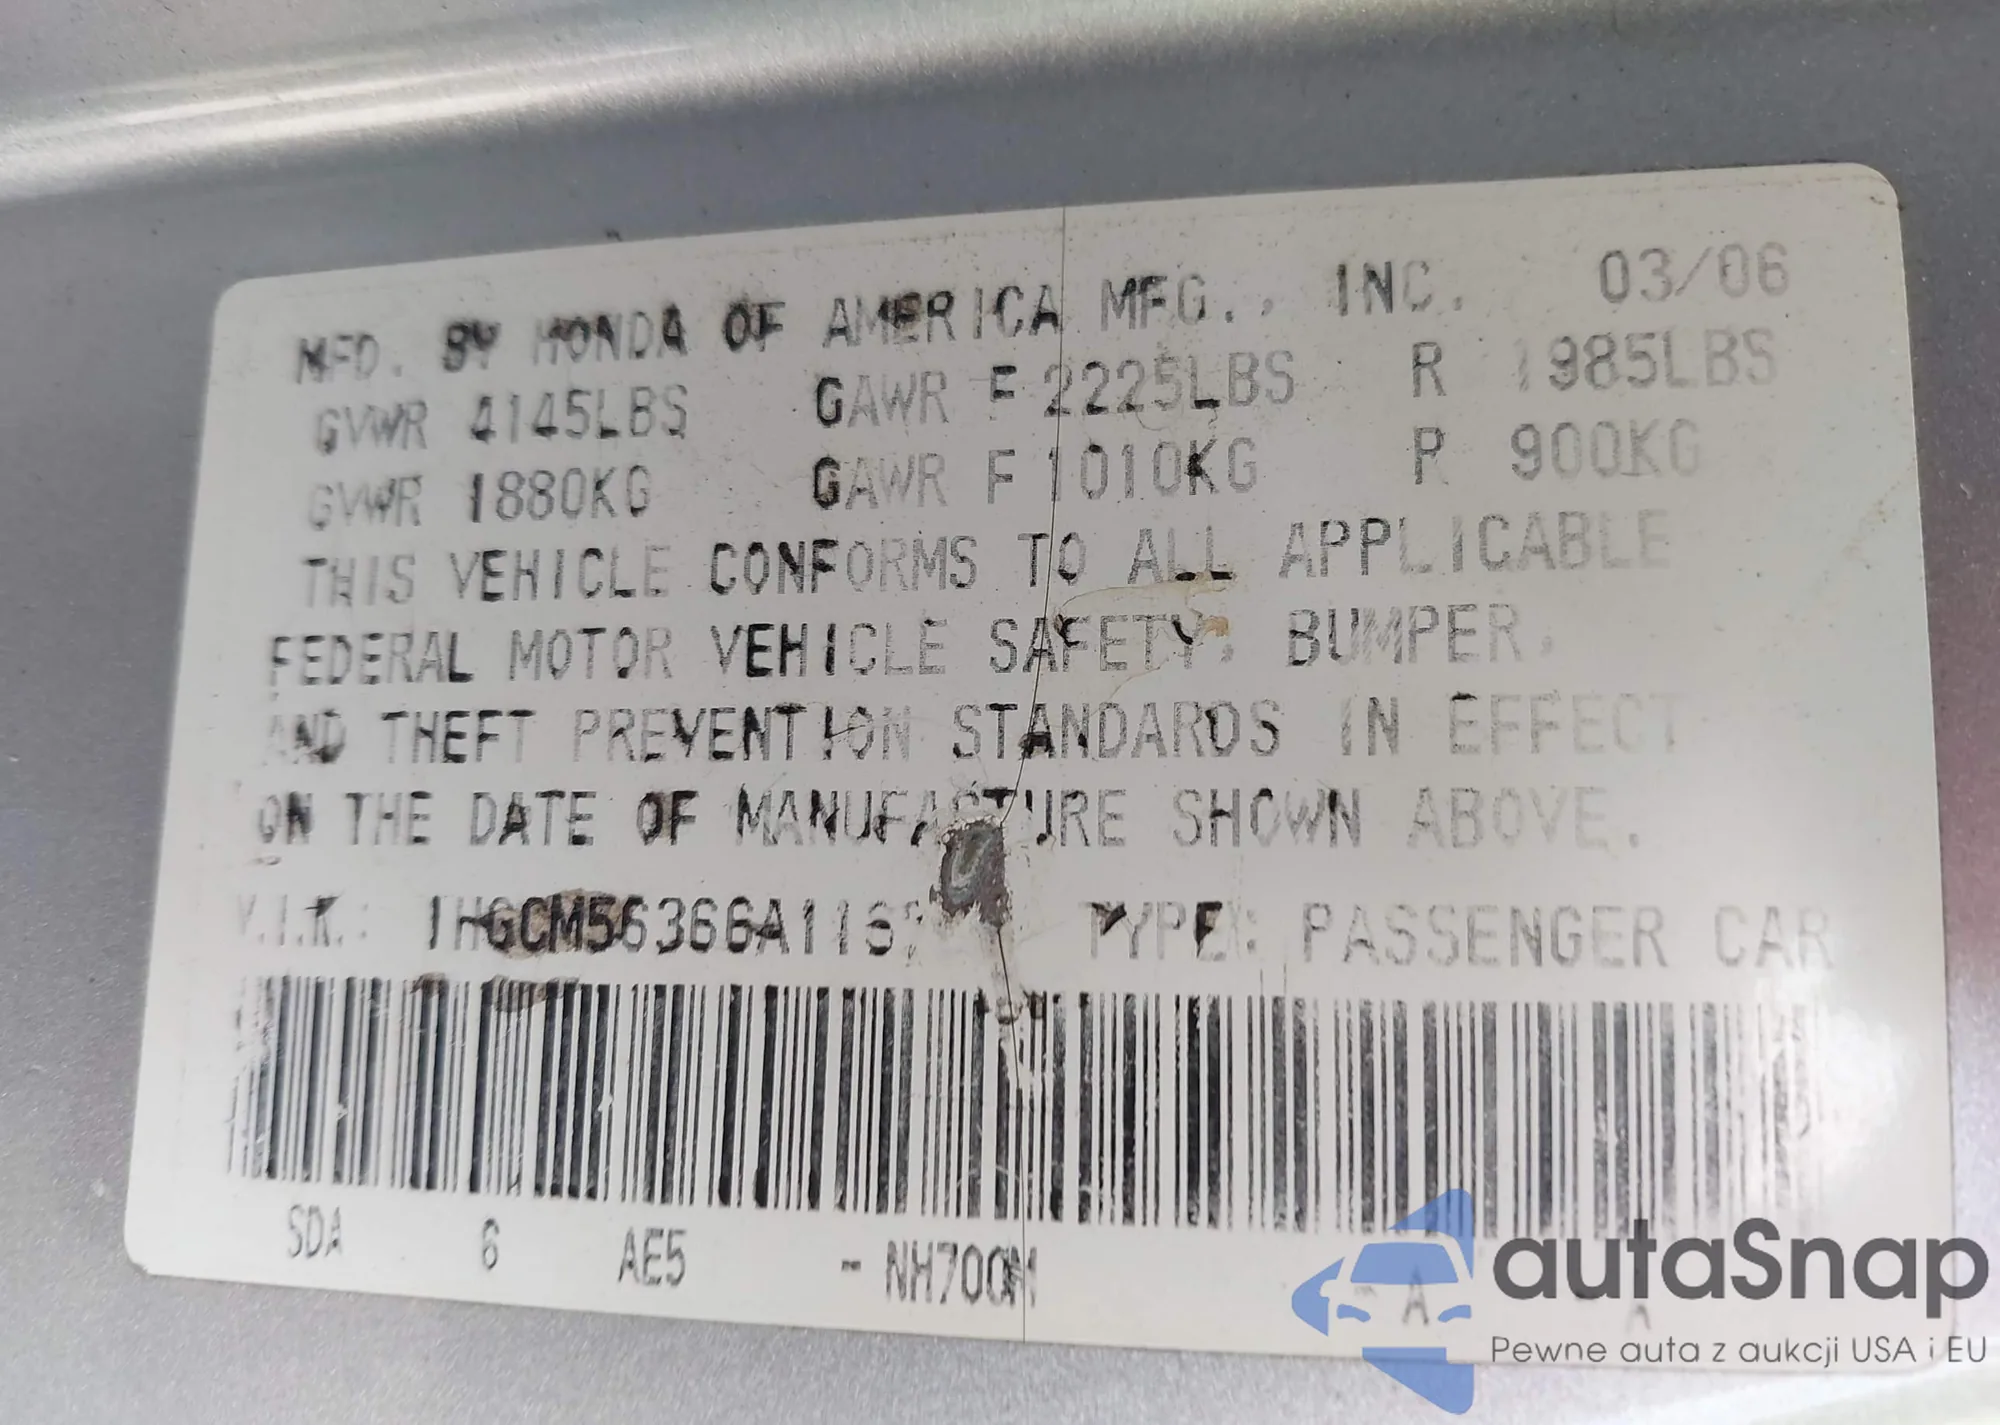 MFD. BY HONDA OF AMERICA MFG., INC. 03/06
GVWR 4145LBS GAWR F 2225LBS R 1985LBS
GVWR 1880KG GAWR F 1010KG R 900KG
THIS VEHICLE CONFORMS TO ALL APPLICABLE
FEDERAL MOTOR VEHICLE SAFETY, BUMPER,
AND THEFT PREVENTION STANDARDS IN EFFECT
ON THE DATE OF MANUFACTURE SHOWN ABOVE.
V.I.N.: TYPE: PASSENGER CAR
SDA 6 AE5 - NH700M - A - A
autaSnap
Pewne auta z aukcji USA i EU